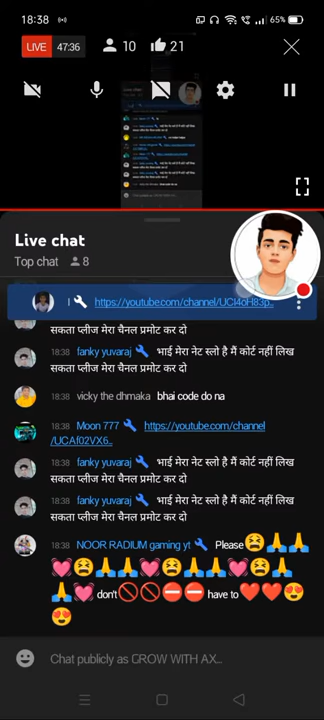 18:38
65%
LIVE 47:36 10 21
Live chat
Top chat 8
https://youtube.com/channel/UCI4oH83p..
सकता प्लीज मेरा चैनल प्रमोट कर दो
18:38 fanky yuvaraj भाई मेरा नेट स्लो है मैं कोर्ट नहीं लिख
सकता प्लीज मेरा चैनल प्रमोट कर दो
18:38 vicky the dhmaka bhai code do na
18:38 Moon 777 https://youtube.com/channel
/UCAf02VX6..
18:38 fanky yuvaraj भाई मेरा नेट स्लो है मैं कोर्ट नहीं लिख
सकता प्लीज मेरा चैनल प्रमोट कर दो
18:38 fanky yuvaraj भाई मेरा नेट स्लो है मैं कोर्ट नहीं लिख
सकता प्लीज मेरा चैनल प्रमोट कर दो
18:38 NOOR RADIUM gaming yt Please😫🙏🙏
💓😫🙏🙏💓😫🙏🙏💓😫🙏
🙏💓 don't🚫🚫⛔⛔ have to❤️❤️😍
😍
Chat publicly as GROW WITH AX...